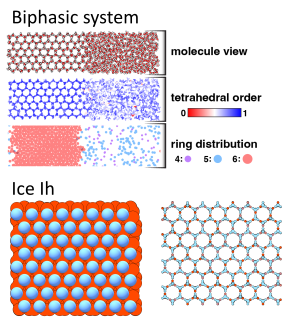 Biphasic system
molecule view
tetrahedral order
0 1
ring distribution
4: 5: 6:
Ice Ih